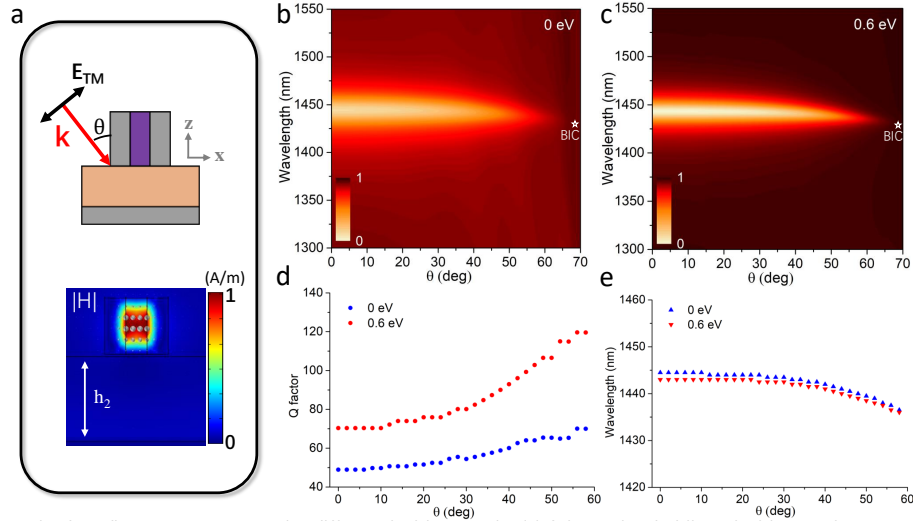 a
E_TM
θ
k
z
x
(A/m)
|H|
1
0
h₂
b
0 eV
Wavelength (nm)
1550
1500
1450
1400
1350
1300
BIC
1
0
0 10 20 30 40 50 60 70
θ (deg)
c
0.6 eV
Wavelength (nm)
1550
1500
1450
1400
1350
1300
BIC
1
0
0 10 20 30 40 50 60 70
θ (deg)
d
0 eV
0.6 eV
Q factor
140
120
100
80
60
40
0 10 20 30 40 50 60
θ (deg)
e
0 eV
0.6 eV
Wavelength (nm)
1460
1450
1440
1430
1420
0 10 20 30 40 50 60
θ (deg)